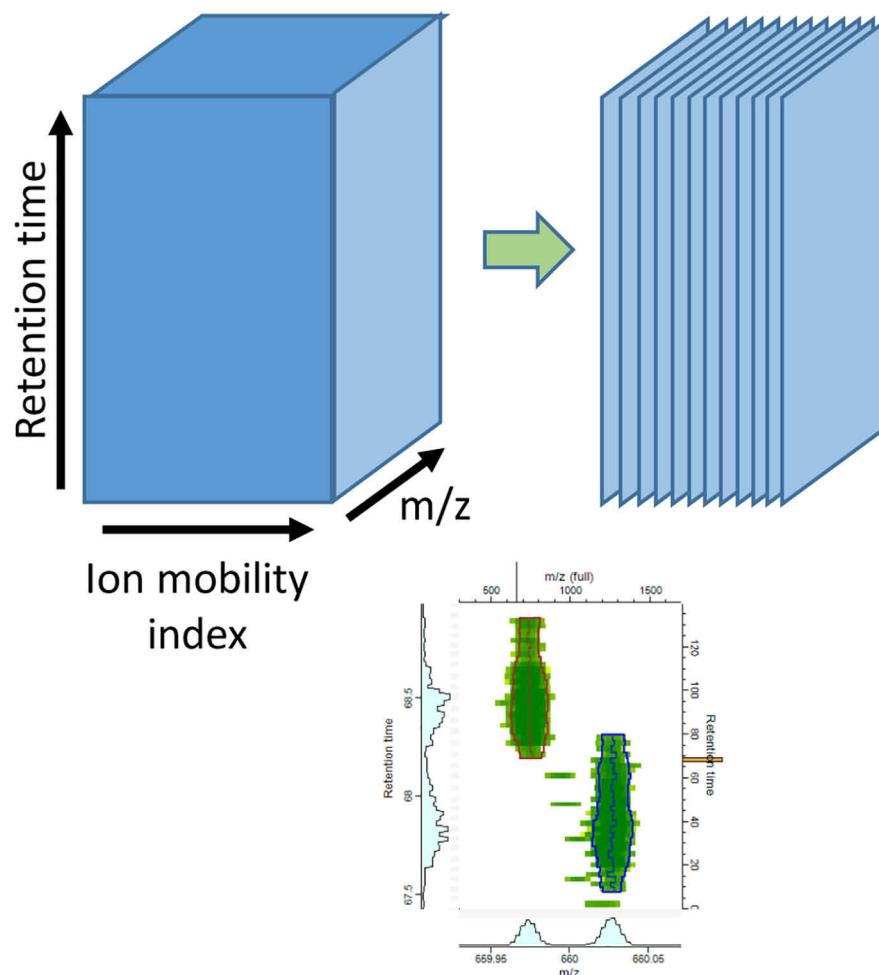 Retention time
m/z
Ion mobility
index
m/z (full)
500
1000
1500
Retention time
68.5
68
67.5
Retention time
120
100
80
60
40
20
0
659.95
660
660.05
m/z